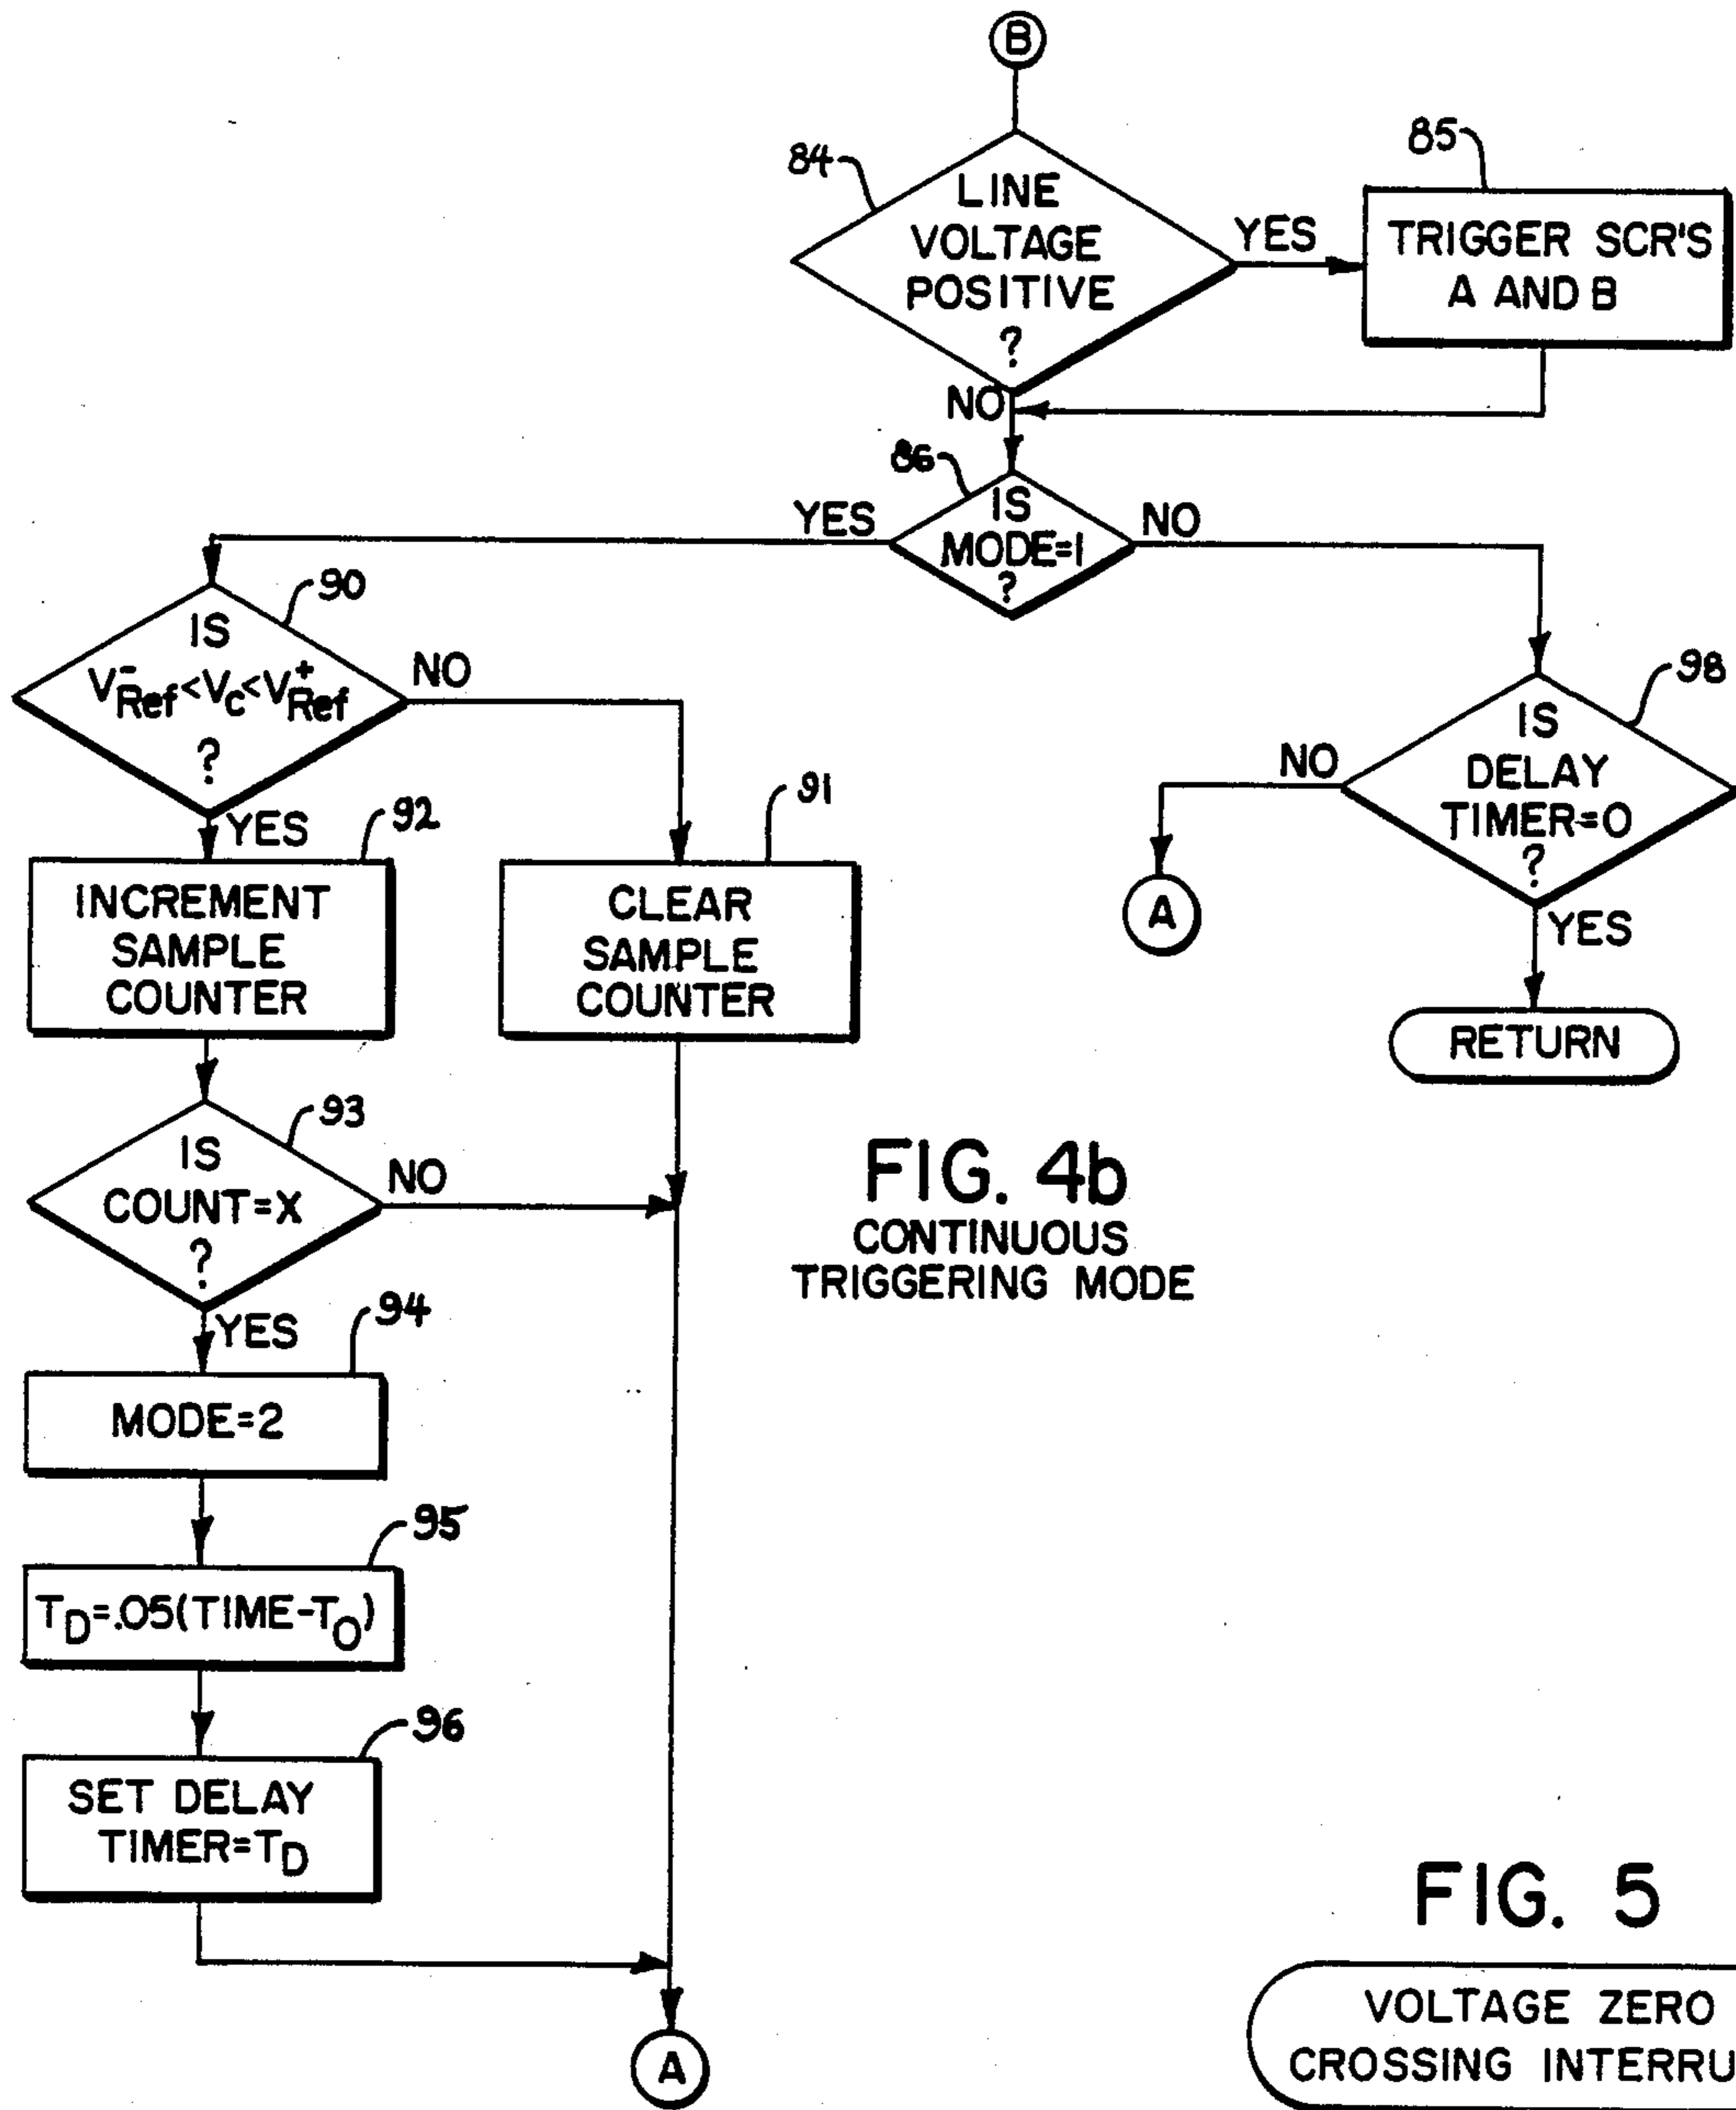 B
84
LINE
VOLTAGE
POSITIVE
?
YES
85
TRIGGER SCR'S
A AND B
NO
86
IS
MODE=1
?
YES
NO
90
IS
V-Ref<Vc<V+Ref
?
NO
YES
98
IS
DELAY
TIMER=0
?
NO
A
YES
RETURN
92
INCREMENT
SAMPLE
COUNTER
91
CLEAR
SAMPLE
COUNTER
93
IS
COUNT=X
?
NO
YES
FIG. 4b
CONTINUOUS
TRIGGERING MODE
94
MODE=2
95
TD=.05(TIME-TO)
96
SET DELAY
TIMER=TD
A
FIG. 5
VOLTAGE ZERO
CROSSING INTERRU